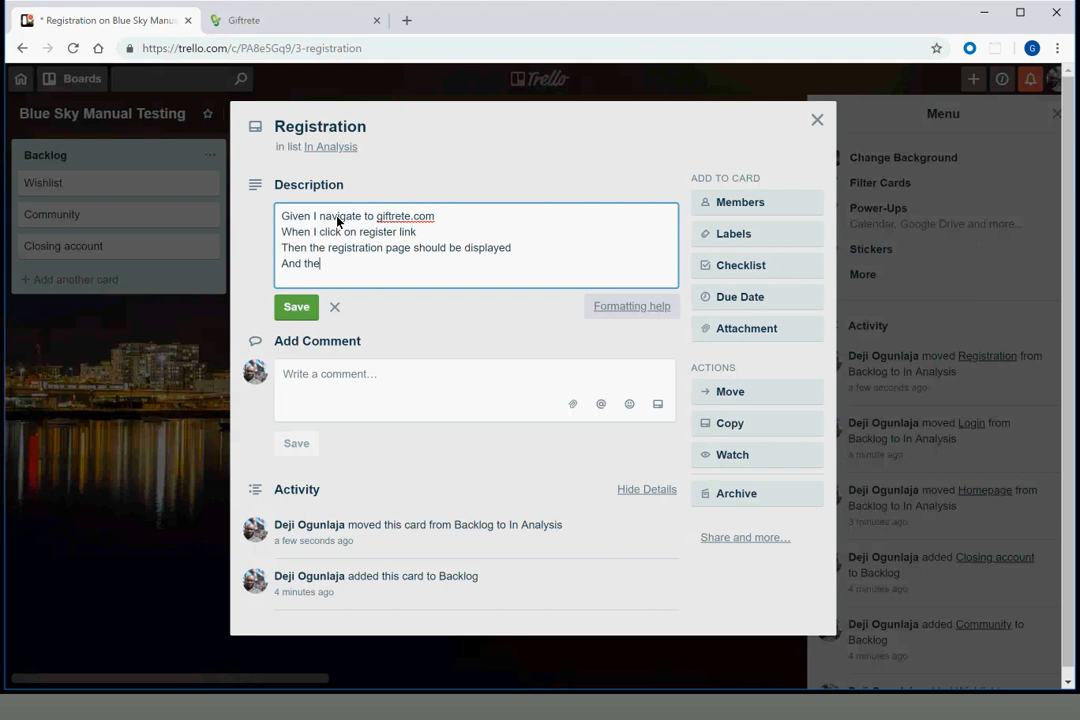 * Registration on Blue Sky Manu
Giftrete
https://trello.com/c/PA8e5Gq9/3-registration
G
Boards
Trello
Blue Sky Manual Testing
Backlog
Wishlist
Community
Closing account
+ Add another card
Registration
in list In Analysis
Description
Given I navigate to giftrete.com
When I click on register link
Then the registration page should be displayed
And the
Save
Formatting help
Add Comment
Write a comment…
Save
Activity
Hide Details
Deji Ogunlaja moved this card from Backlog to In Analysis
a few seconds ago
Deji Ogunlaja added this card to Backlog
4 minutes ago
ADD TO CARD
Members
Labels
Checklist
Due Date
Attachment
ACTIONS
Move
Copy
Watch
Archive
Share and more…
Menu
Change Background
Filter Cards
Power-Ups
Calendar, Google Drive and more…
Stickers
More
Activity
Deji Ogunlaja moved Registration from
Backlog to In Analysis
a few seconds ago
Deji Ogunlaja moved Login from
Backlog to In Analysis
a minute ago
Deji Ogunlaja moved Homepage from
Backlog to In Analysis
3 minutes ago
Deji Ogunlaja added Closing account
to Backlog
4 minutes ago
Deji Ogunlaja added Community to
Backlog
4 minutes ago